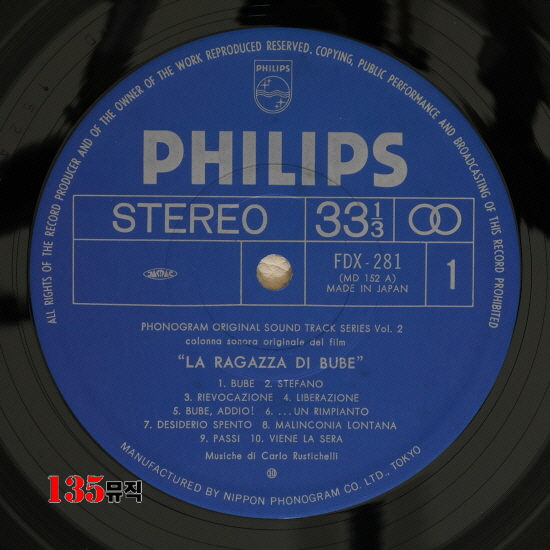 ALL RIGHTS OF THE RECORD PRODUCER AND OF THE OWNER OF THE WORK REPRODUCED RESERVED. COPYING, PUBLIC PERFORMANCE AND BROADCASTING OF THIS RECORD PROHIBITED
PHILIPS
PHILIPS
STEREO 33 1/3
FDX-281
(MD 152 A)
MADE IN JAPAN
1
PHONOGRAM ORIGINAL SOUND TRACK SERIES Vol. 2
colonna sonora originale del film
"LA RAGAZZA DI BUBE"
1. BUBE 2. STEFANO
3. RIEVOCAZIONE 4. LIBERAZIONE
5. BUBE, ADDIO! 6. ...UN RIMPIANTO
7. DESIDERIO SPENTO 8. MALINCONIA LONTANA
9. PASSI 10. VIENE LA SERA
Musiche di Carlo Rustichelli
MANUFACTURED BY NIPPON PHONOGRAM CO. LTD., TOKYO
135뮤직